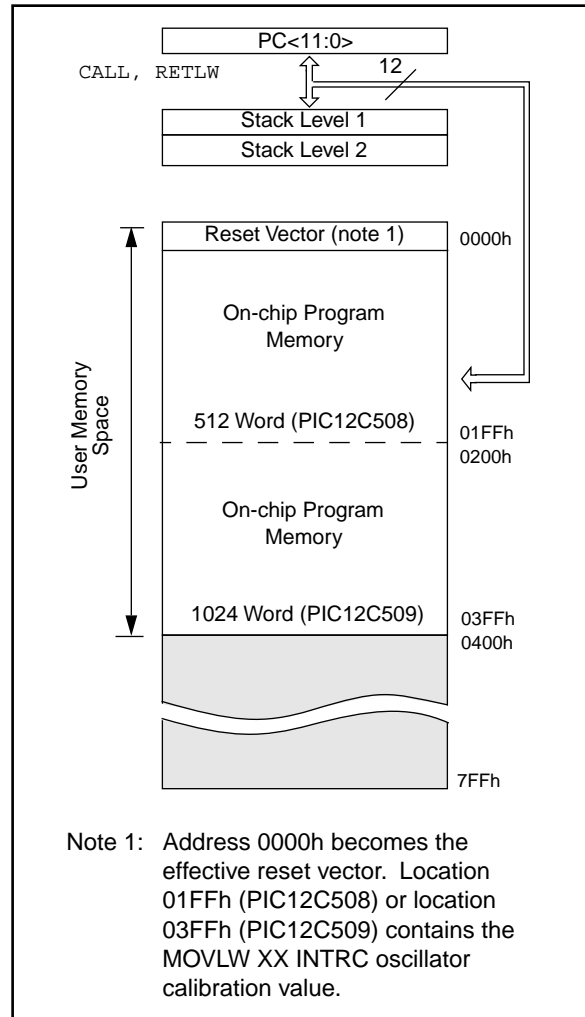 PC<11:0>
CALL, RETLW
12
Stack Level 1
Stack Level 2
Reset Vector (note 1)
0000h
On-chip Program
Memory
User Memory
Space
512 Word (PIC12C508)
01FFh
0200h
On-chip Program
Memory
1024 Word (PIC12C509)
03FFh
0400h
7FFh
Note 1: Address 0000h becomes the
effective reset vector. Location
01FFh (PIC12C508) or location
03FFh (PIC12C509) contains the
MOVLW XX INTRC oscillator
calibration value.